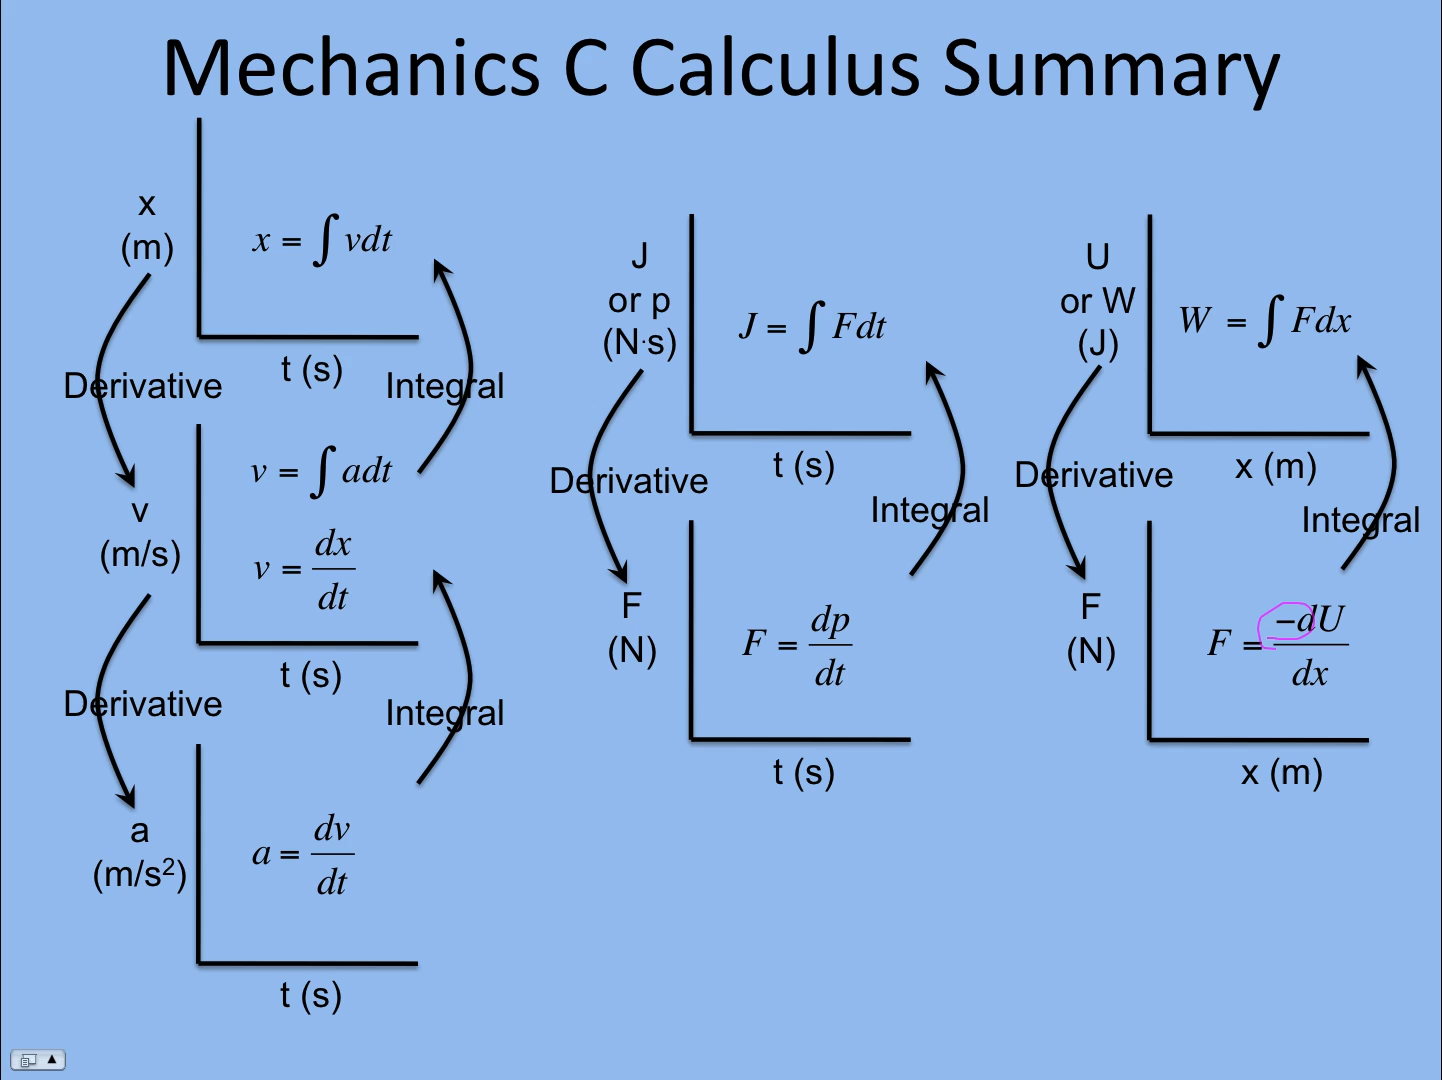 Mechanics C Calculus Summary
x
(m)
x = ∫ vdt
t (s)
Derivative
Integral
v
(m/s)
v = ∫ adt
v = dx/dt
t (s)
Derivative
Integral
a
(m/s²)
a = dv/dt
t (s)
J
or p
(N·s)
J = ∫ Fdt
t (s)
Derivative
Integral
F
(N)
F = dp/dt
t (s)
U
or W
(J)
W = ∫ Fdx
x (m)
Derivative
Integral
F
(N)
F = -dU/dx
x (m)